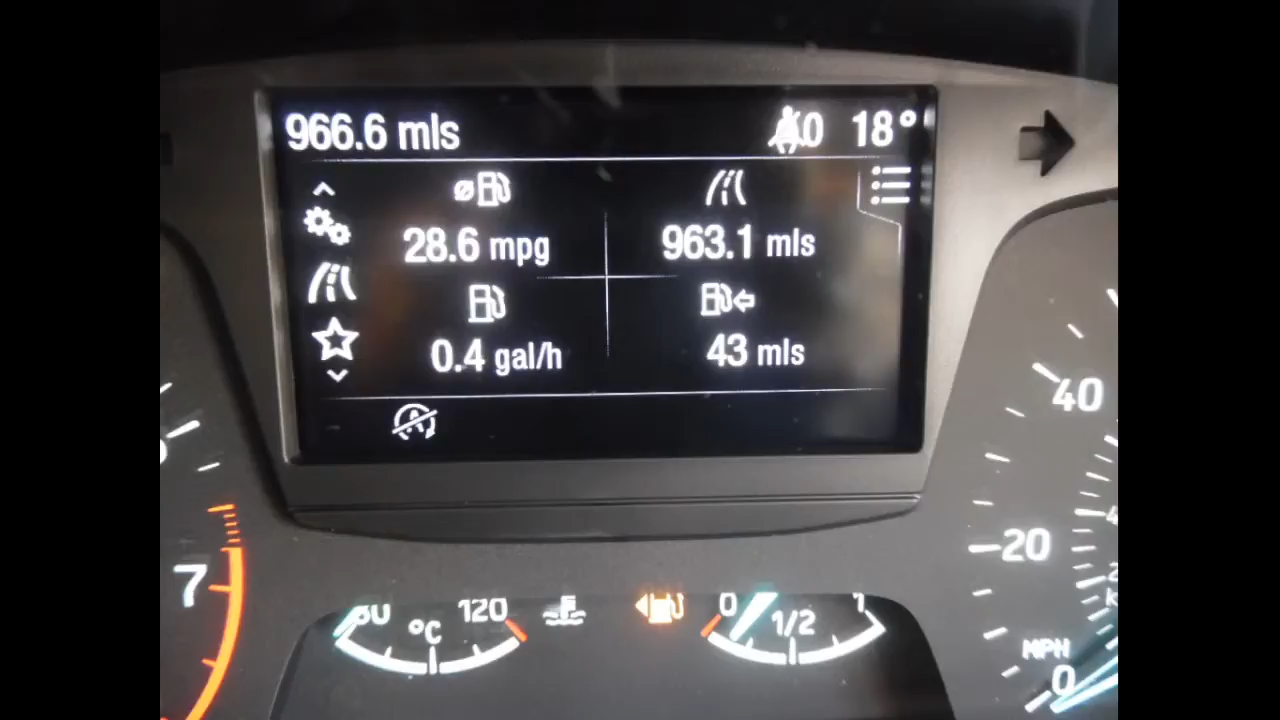 966.6 mls
18°
28.6 mpg
963.1 mls
0.4 gal/h
43 mls
40
20
7
120
°C
0
1/2
1
MPH
0